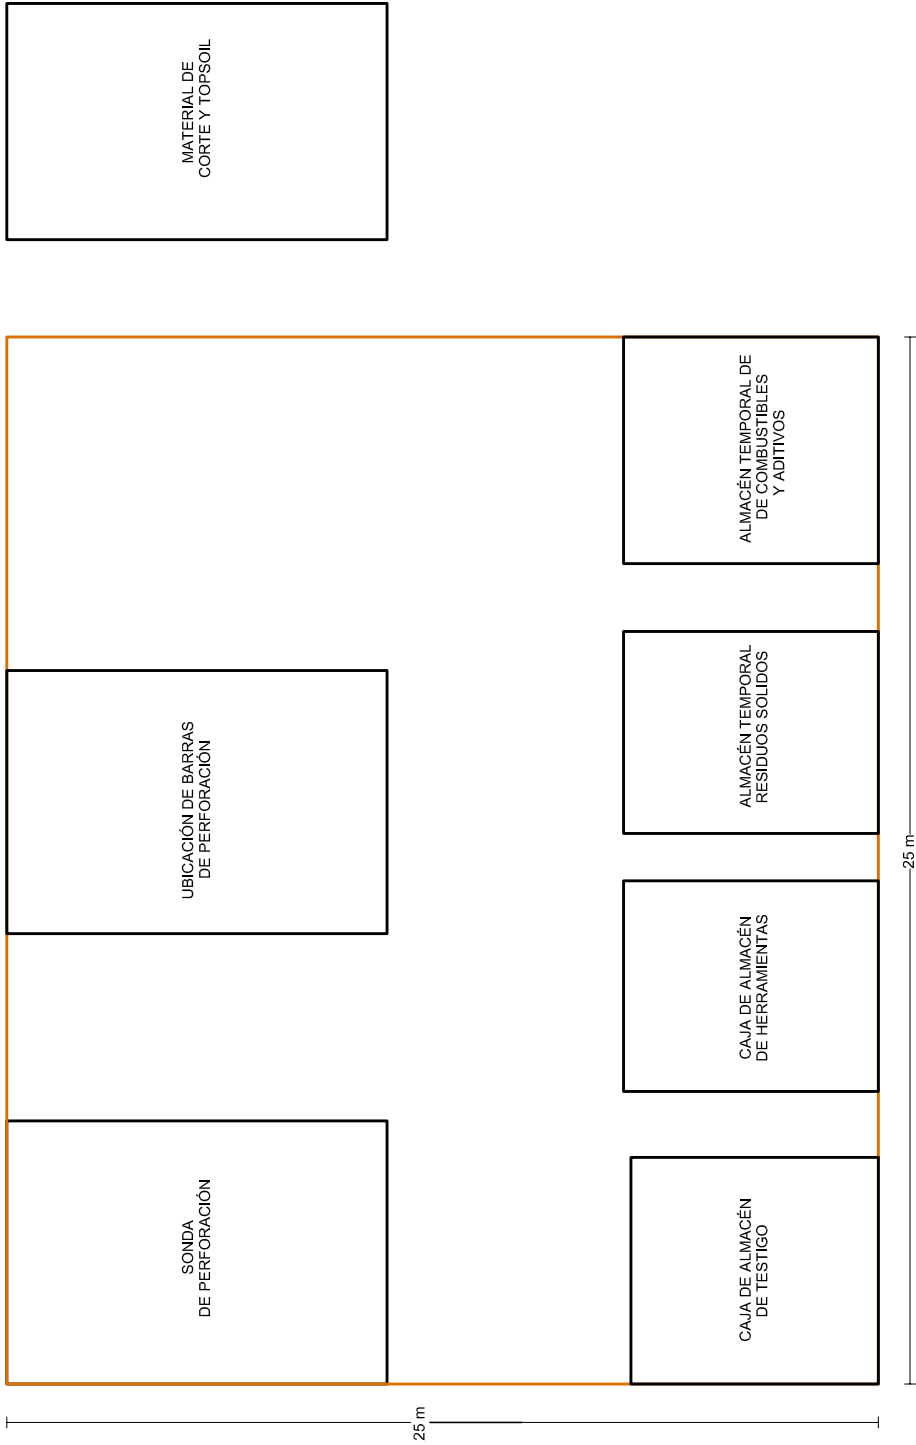 SONDA
DE PERFORACIÓN
UBICACIÓN DE BARRAS
DE PERFORACIÓN
MATERIAL DE
CORTE Y TOPSOIL
CAJA DE ALMACÉN
DE TESTIGO
CAJA DE ALMACÉN
DE HERRAMIENTAS
ALMACÉN TEMPORAL
RESIDUOS SOLIDOS
ALMACÉN TEMPORAL DE
DE COMBUSTIBLES
Y ADITIVOS
25 m
25 m